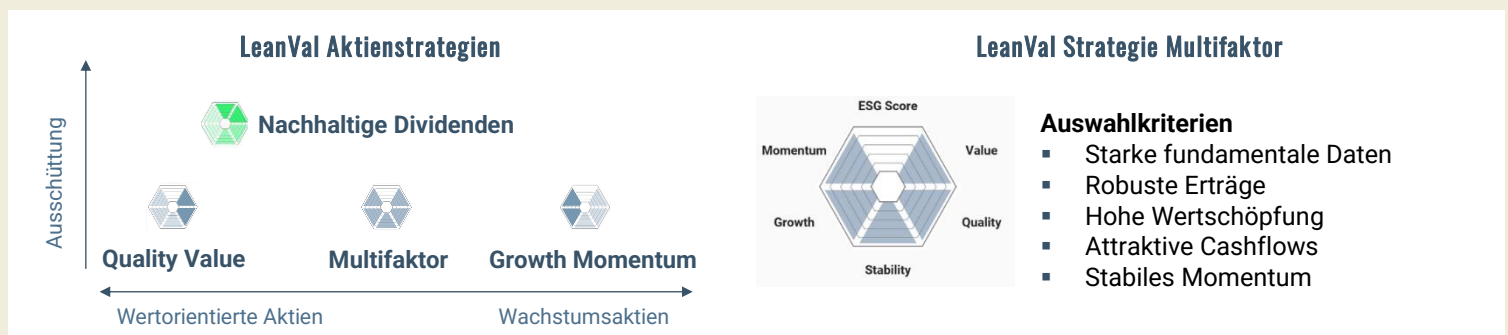 LeanVal Aktienstrategien
Ausschüttung
Nachhaltige Dividenden
Quality Value
Multifaktor
Growth Momentum
Wertorientierte Aktien
Wachstumsaktien
LeanVal Strategie Multifaktor
ESG Score
Momentum
Value
Growth
Quality
Stability
Auswahlkriterien
▪ Starke fundamentale Daten
▪ Robuste Erträge
▪ Hohe Wertschöpfung
▪ Attraktive Cashflows
▪ Stabiles Momentum